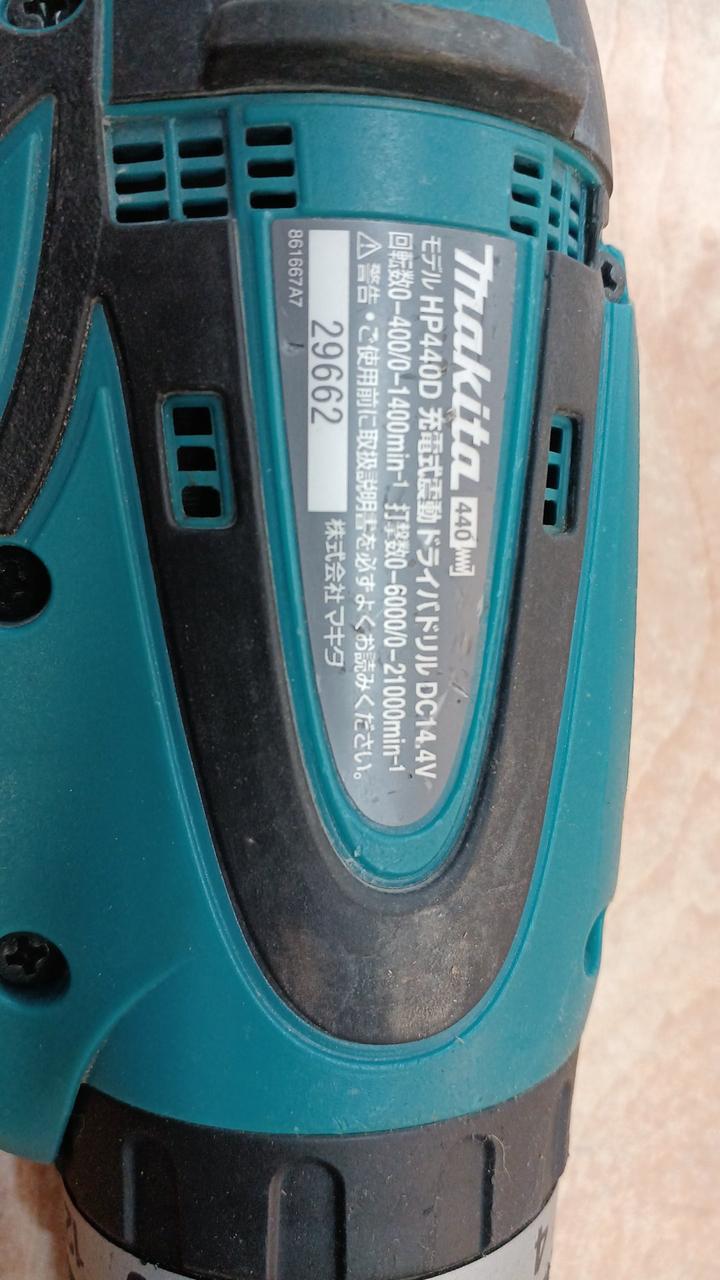 makita 440
モデル HP440D 充電式震動ドライバドリル DC14.4V
回転数0-400/0-1400min-1 打撃数0-6000/0-21000min-1
⚠警告・ご使用前に取扱説明書を必ずよくお読みください。
29662 株式会社マキタ
861667A7
4